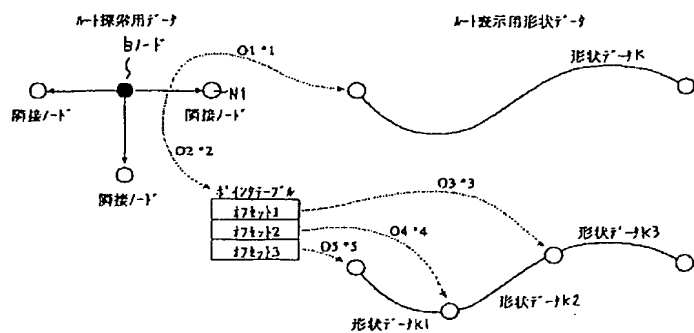 ルート探索用データ
ルート表示用形状データ
自ノード
O1 *1
形状データK
N1
隣接ノード
隣接ノード
O2 *2
隣接ノード
ポインタテーブル
オフセット1
オフセット2
オフセット3
O3 *3
O4 *4
O5 *5
形状データK3
形状データK2
形状データK1